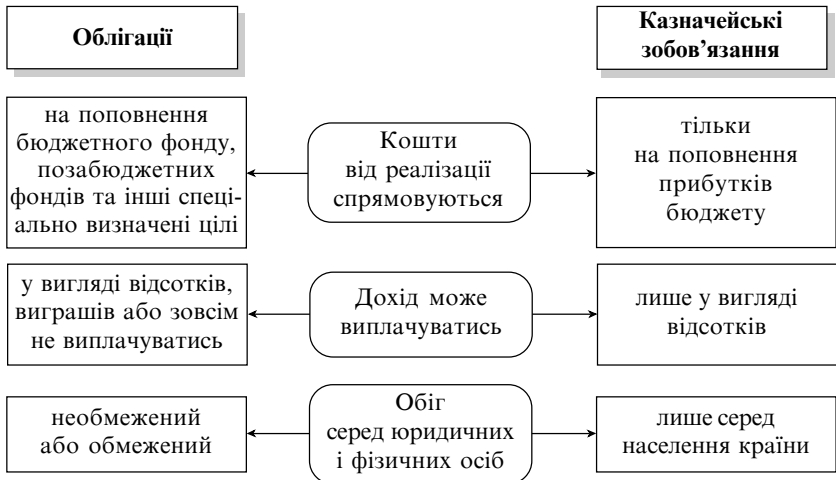 Облігації
Казначейські
зобов’язання
на поповнення
бюджетного фонду,
позабюджетних
фондів та інші спеці-
ально визначені цілі
Кошти
від реалізації
спрямовуються
тільки
на поповнення
прибутків
бюджету
у вигляді відсотків,
виграшів або зовсім
не виплачуватись
Дохід може
виплачуватись
лише у вигляді
відсотків
необмежений
або обмежений
Обіг
серед юридичних
і фізичних осіб
лише серед
населення країни